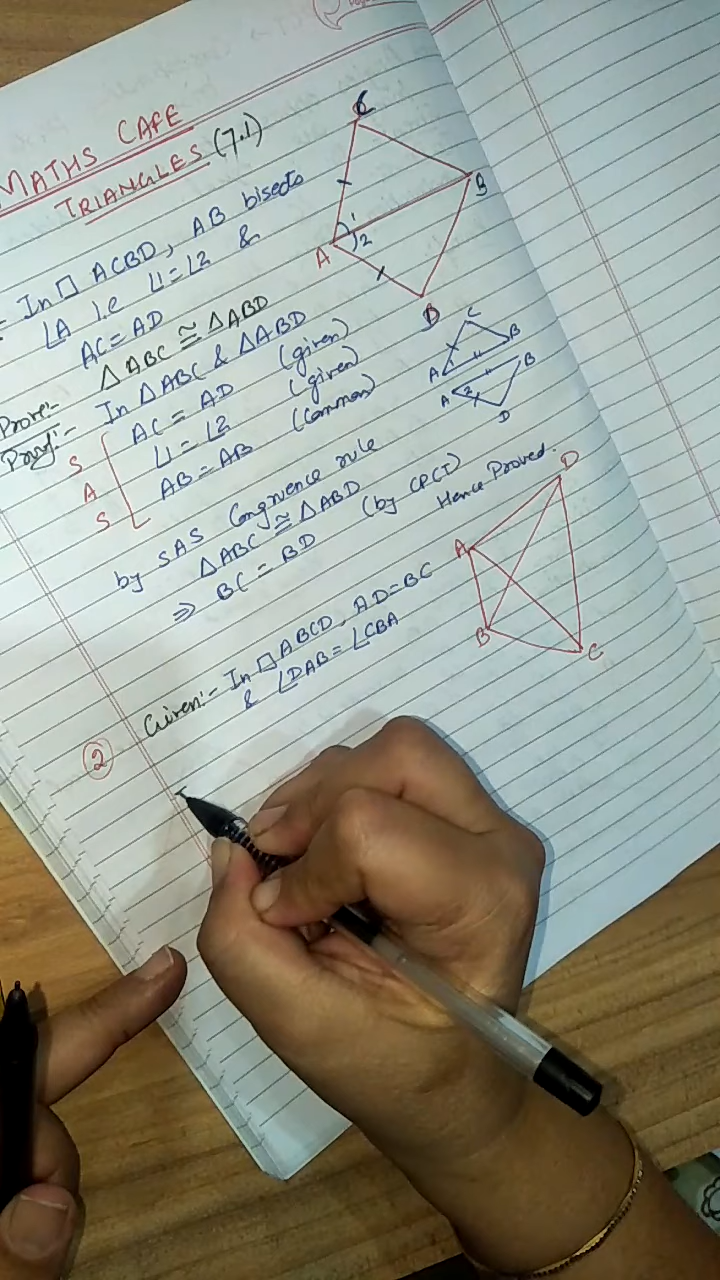 MATHS CAFE
TRIANGLES (7.1)
In □ ACBD, AB bisects
∠A i.e ∠1=∠2 &
AC=AD
Prove:- △ABC ≅ △ABD
Proof:- In △ABC & △ABD
S AC = AD (given)
A ∠1=∠2 (given)
S AB=AB (common)
by SAS Congruence rule
△ABC ≅ △ABD
⇒ BC = BD (by CPCT)
Hence Proved.
C
A
1
2
B
D
C
A
B
A
2
B
D
2
Given:- In □ABCD, AD=BC
& ∠DAB=∠CBA
D
A
B
C